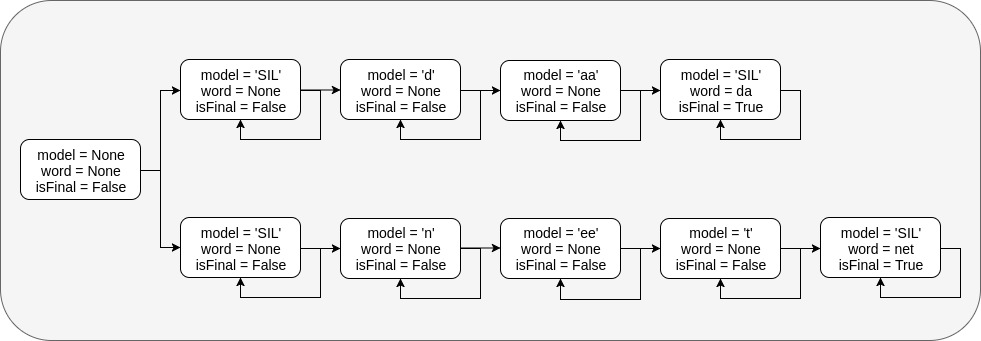 model = 'SIL'
word = None
isFinal = False
model = 'd'
word = None
isFinal = False
model = 'aa'
word = None
isFinal = False
model = 'SIL'
word = da
isFinal = True
model = None
word = None
isFinal = False
model = 'SIL'
word = None
isFinal = False
model = 'n'
word = None
isFinal = False
model = 'ee'
word = None
isFinal = False
model = 't'
word = None
isFinal = False
model = 'SIL'
word = net
isFinal = True